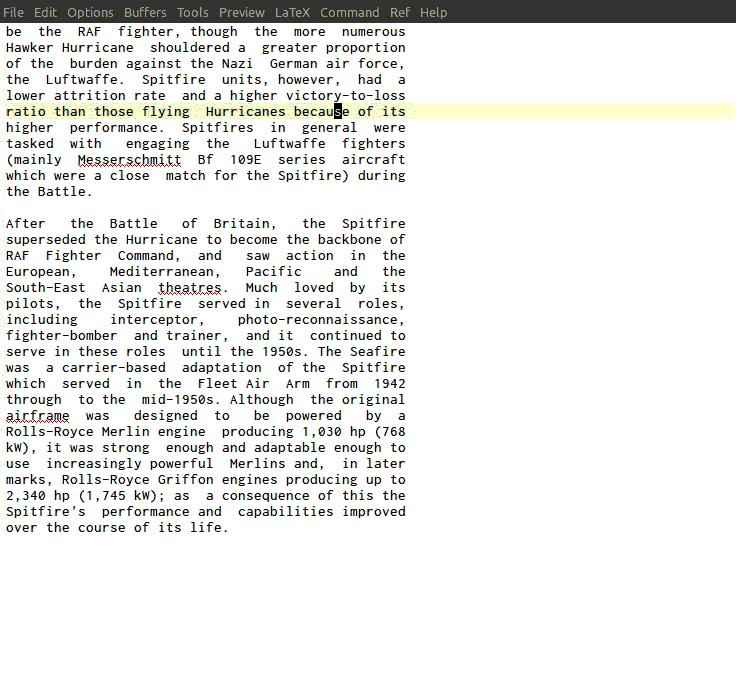 File Edit Options Buffers Tools Preview LaTeX Command Ref Help
be the RAF fighter, though the more numerous
Hawker Hurricane shouldered a greater proportion
of the burden against the Nazi German air force,
the Luftwaffe. Spitfire units, however, had a
lower attrition rate and a higher victory-to-loss
ratio than those flying Hurricanes because of its
higher performance. Spitfires in general were
tasked with engaging the Luftwaffe fighters
(mainly Messerschmitt Bf 109E series aircraft
which were a close match for the Spitfire) during
the Battle.
After the Battle of Britain, the Spitfire
superseded the Hurricane to become the backbone of
RAF Fighter Command, and saw action in the
European, Mediterranean, Pacific and the
South-East Asian theatres. Much loved by its
pilots, the Spitfire served in several roles,
including interceptor, photo-reconnaissance,
fighter-bomber and trainer, and it continued to
serve in these roles until the 1950s. The Seafire
was a carrier-based adaptation of the Spitfire
which served in the Fleet Air Arm from 1942
through to the mid-1950s. Although the original
airframe was designed to be powered by a
Rolls-Royce Merlin engine producing 1,030 hp (768
kW), it was strong enough and adaptable enough to
use increasingly powerful Merlins and, in later
marks, Rolls-Royce Griffon engines producing up to
2,340 hp (1,745 kW); as a consequence of this the
Spitfire's performance and capabilities improved
over the course of its life.